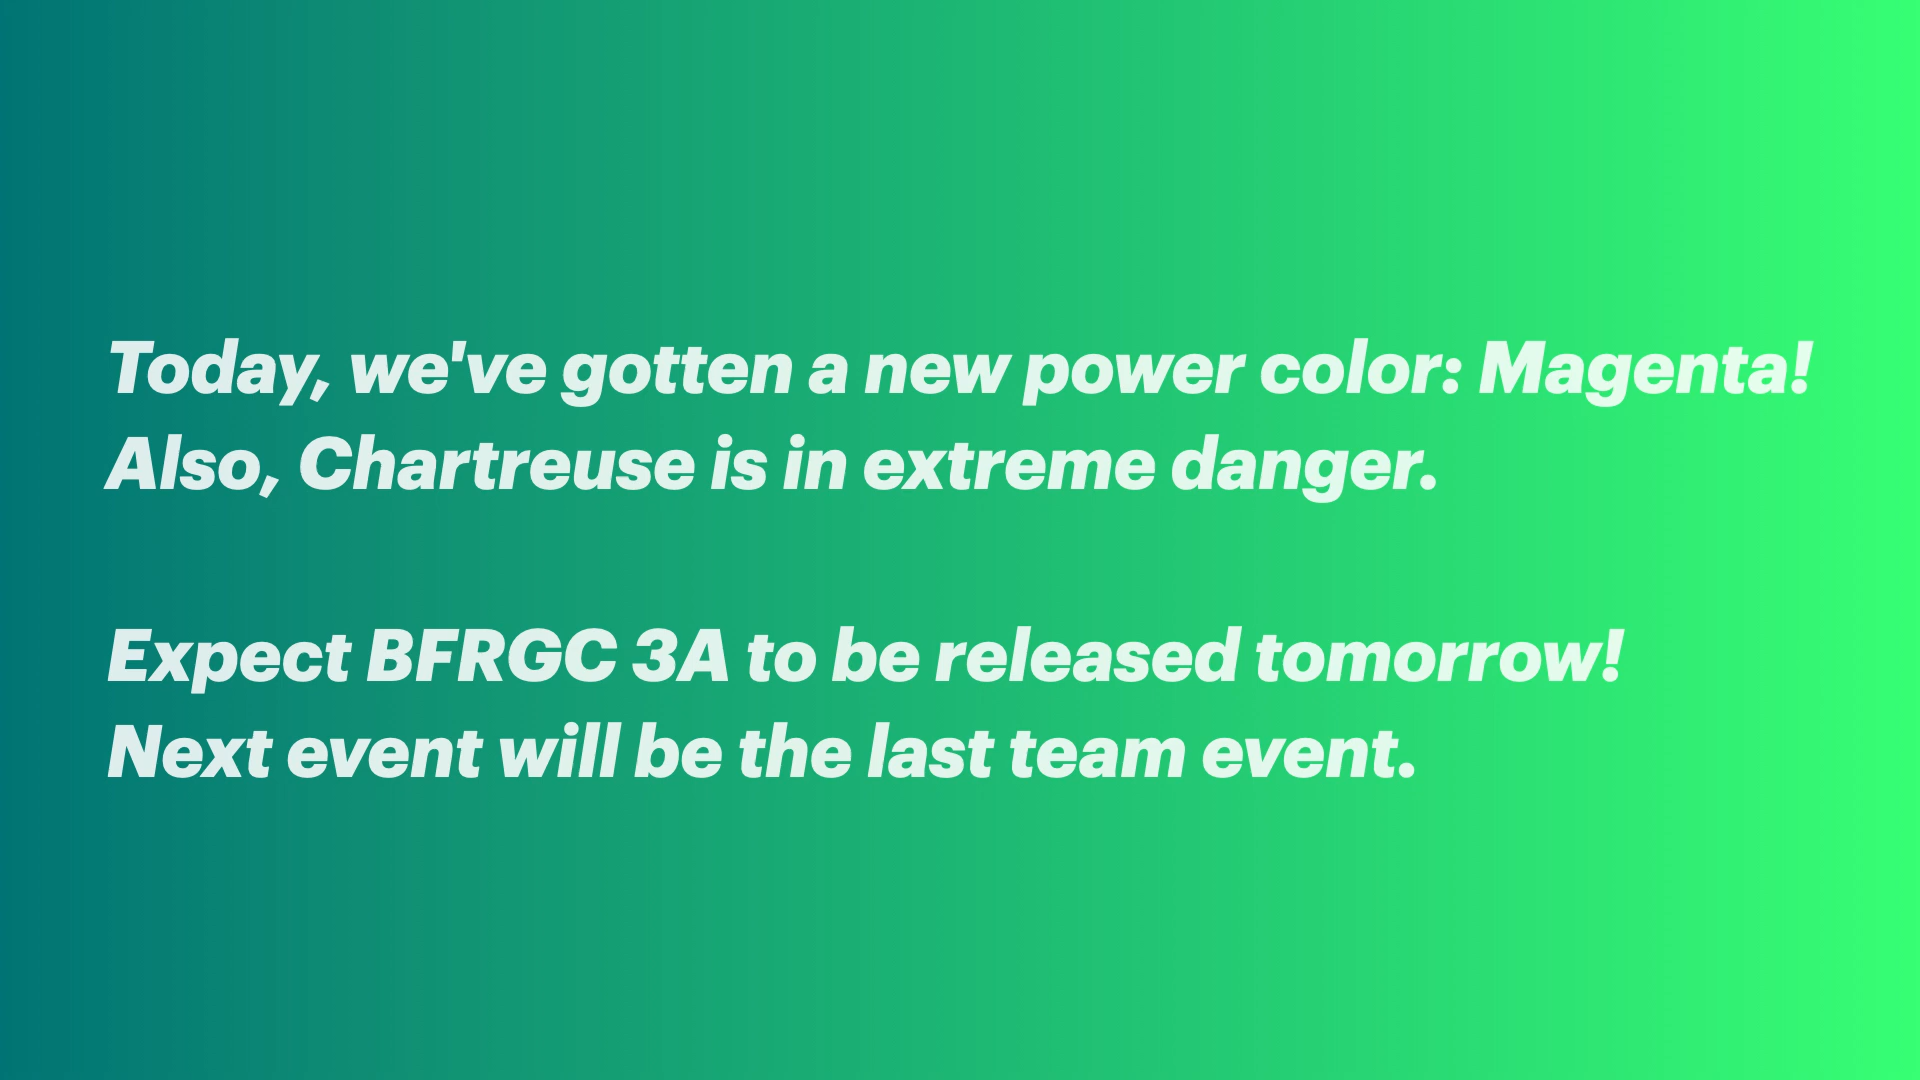 Today, we've gotten a new power color: Magenta!
Also, Chartreuse is in extreme danger.
Expect BFRGC 3A to be released tomorrow!
Next event will be the last team event.